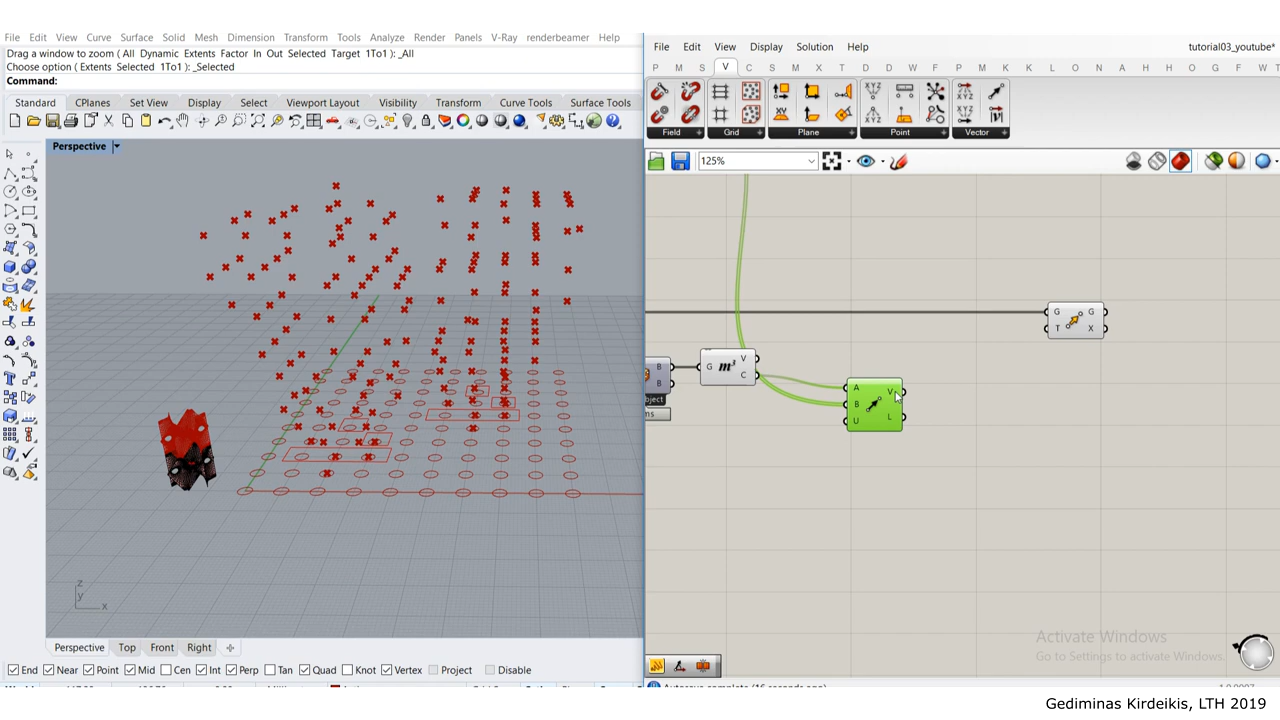 File Edit View Curve Surface Solid Mesh Dimension Transform Tools Analyze Render Panels V-Ray renderbeamer Help
Drag a window to zoom ( All Dynamic Extents Factor In Out Selected Target 1To1 ): _All
Choose option ( Extents Selected 1To1 ): _Selected
Command:
Standard CPlanes Set View Display Select Viewport Layout Visibility Transform Curve Tools Surface Tools
Perspective
z
y
x
Perspective Top Front Right
End Near Point Mid Cen Int Perp Tan Quad Knot Vertex Project Disable
File Edit View Display Solution Help
tutorial03_youtube*
P M S V C S M X T D D W F P M K K L O N A H H O G F W T
Field Grid Plane Point Vector
125%
G G
T X
B
B
G m³ V
C
A V
B
U L
Activate Windows
Go to Settings to activate Windows.
Gediminas Kirdeikis, LTH 2019